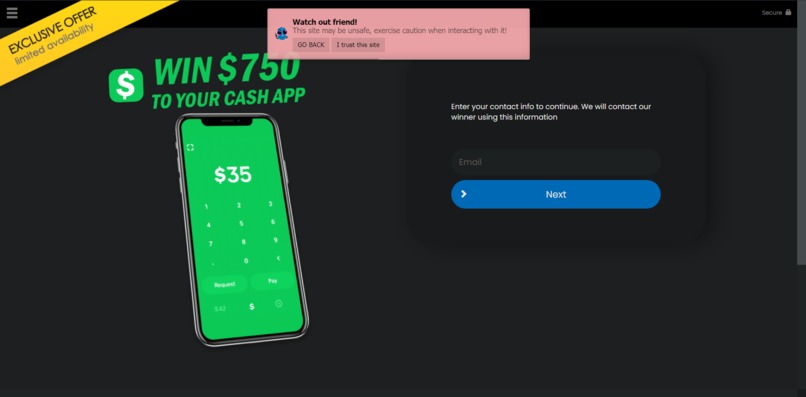 EXCLUSIVE OFFER
limited availability
Watch out friend!
This site may be unsafe, exercise caution when interacting with it!
GO BACK I trust this site
Secure
$
WIN $750
TO YOUR CASH APP
$35
1 2 3
4 5 6
7 8 9
. 0 <
Request Pay
$42 $
Enter your contact info to continue. We will contact our
winner using this information
Email
Next